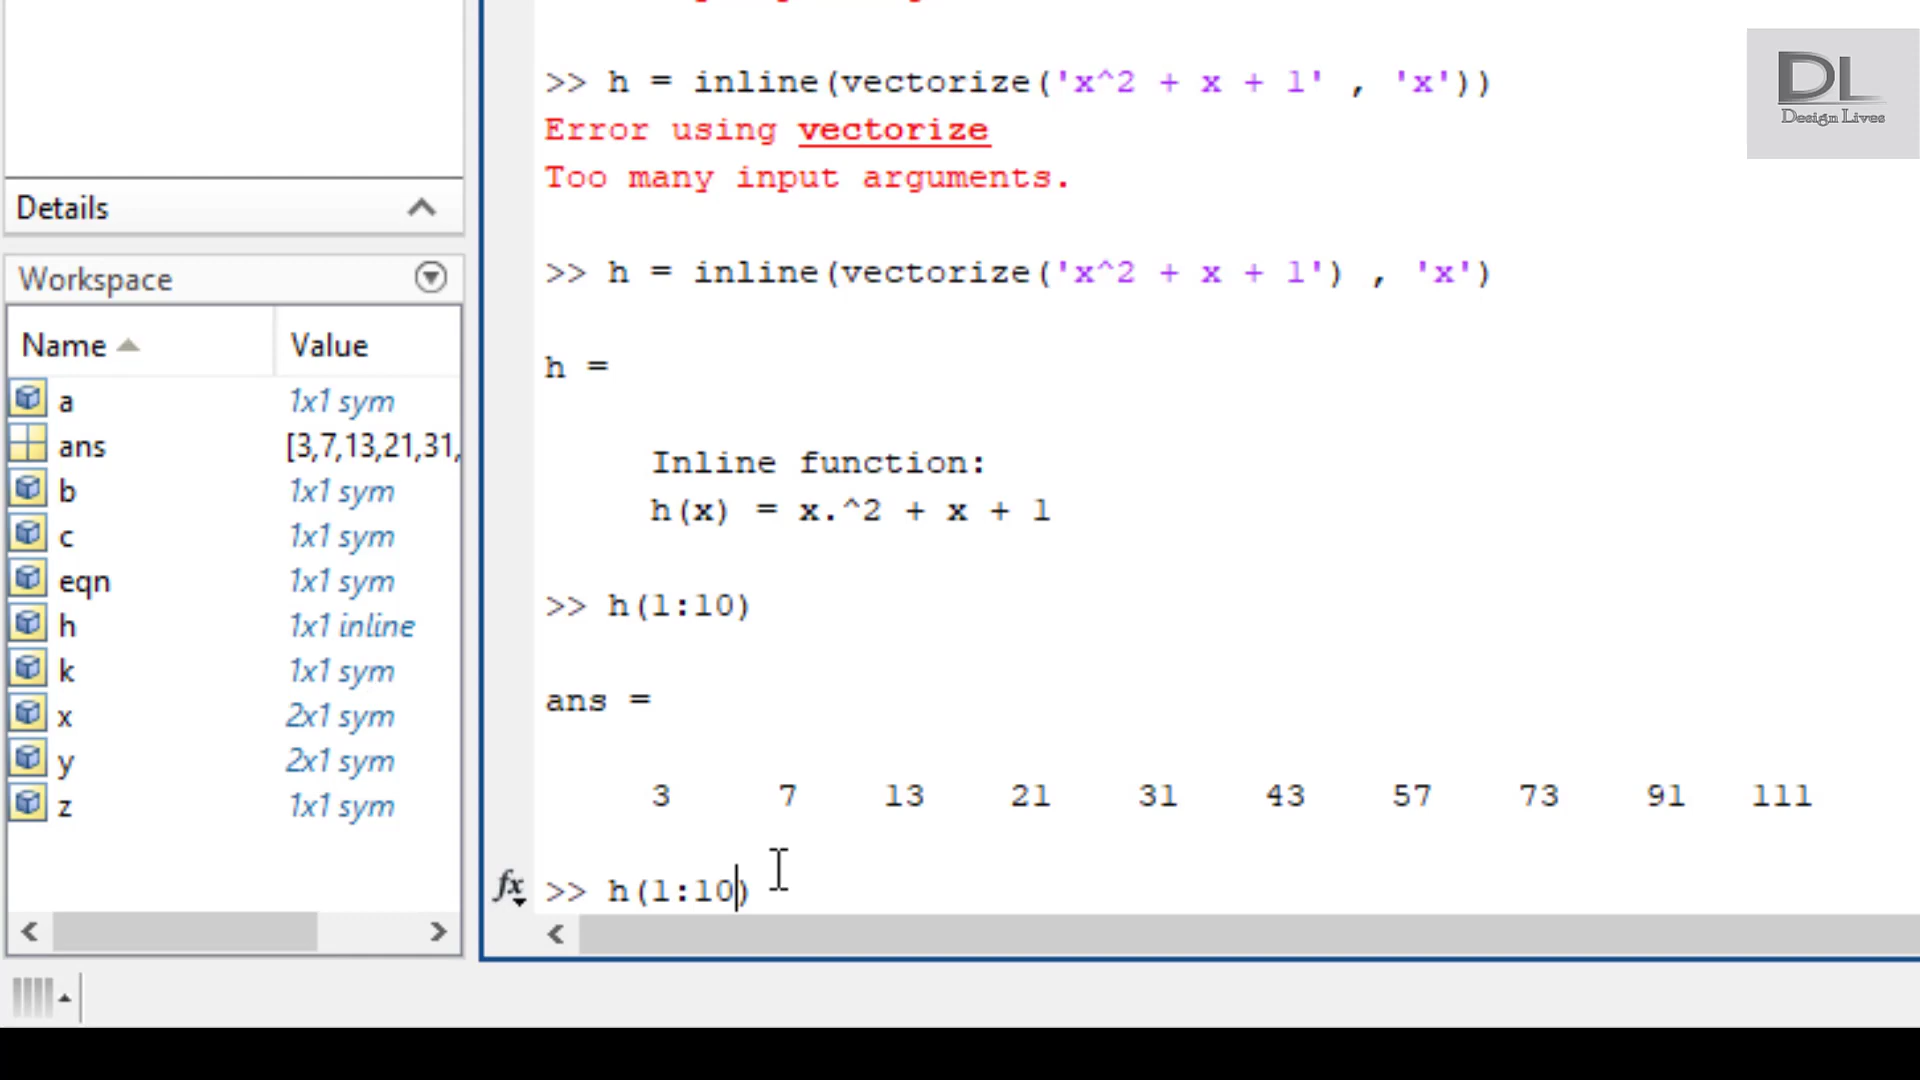 >> h = inline(vectorize('x^2 + x + 1' , 'x'))
Error using vectorize
Too many input arguments.
>> h = inline(vectorize('x^2 + x + 1') , 'x')
h =
Inline function:
h(x) = x.^2 + x + 1
>> h(1:10)
ans =
3 7 13 21 31 43 57 73 91 111
fx >> h(1:10)
Details
Workspace
Name Value
a 1x1 sym
ans [3,7,13,21,31,
b 1x1 sym
c 1x1 sym
eqn 1x1 sym
h 1x1 inline
k 1x1 sym
x 2x1 sym
y 2x1 sym
z 1x1 sym
DL
Design Lives